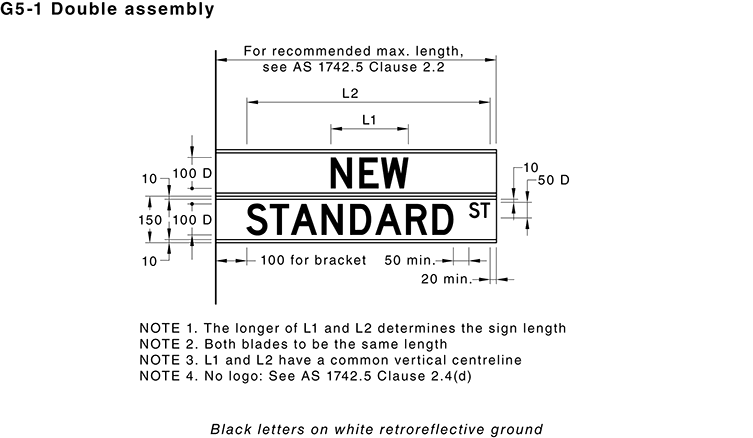 G5-1 Double assembly
For recommended max. length,
see AS 1742.5 Clause 2.2
L2
L1
100 D
NEW
10
10
50 D
150
100 D
STANDARD ST
10
100 for bracket
50 min.
20 min.
NOTE 1. The longer of L1 and L2 determines the sign length
NOTE 2. Both blades to be the same length
NOTE 3. L1 and L2 have a common vertical centreline
NOTE 4. No logo: See AS 1742.5 Clause 2.4(d)
Black letters on white retroreflective ground